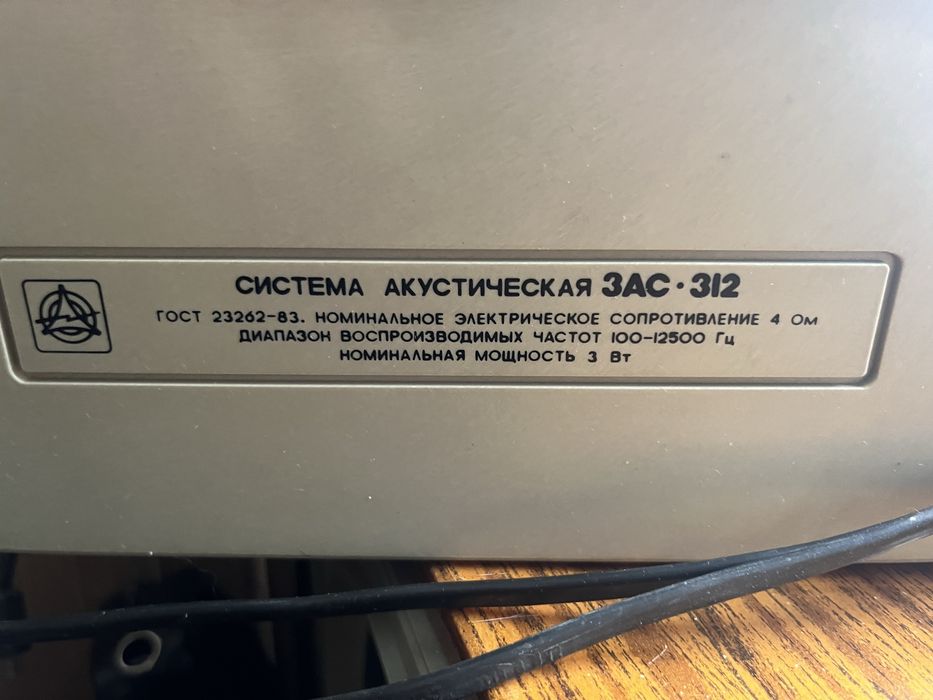 СИСТЕМА АКУСТИЧЕСКАЯ 3АС·312
ГОСТ 23262-83. НОМИНАЛЬНОЕ ЭЛЕКТРИЧЕСКОЕ СОПРОТИВЛЕНИЕ 4 Ом
ДИАПАЗОН ВОСПРОИЗВОДИМЫХ ЧАСТОТ 100-12500 Гц
НОМИНАЛЬНАЯ МОЩНОСТЬ 3 Вт